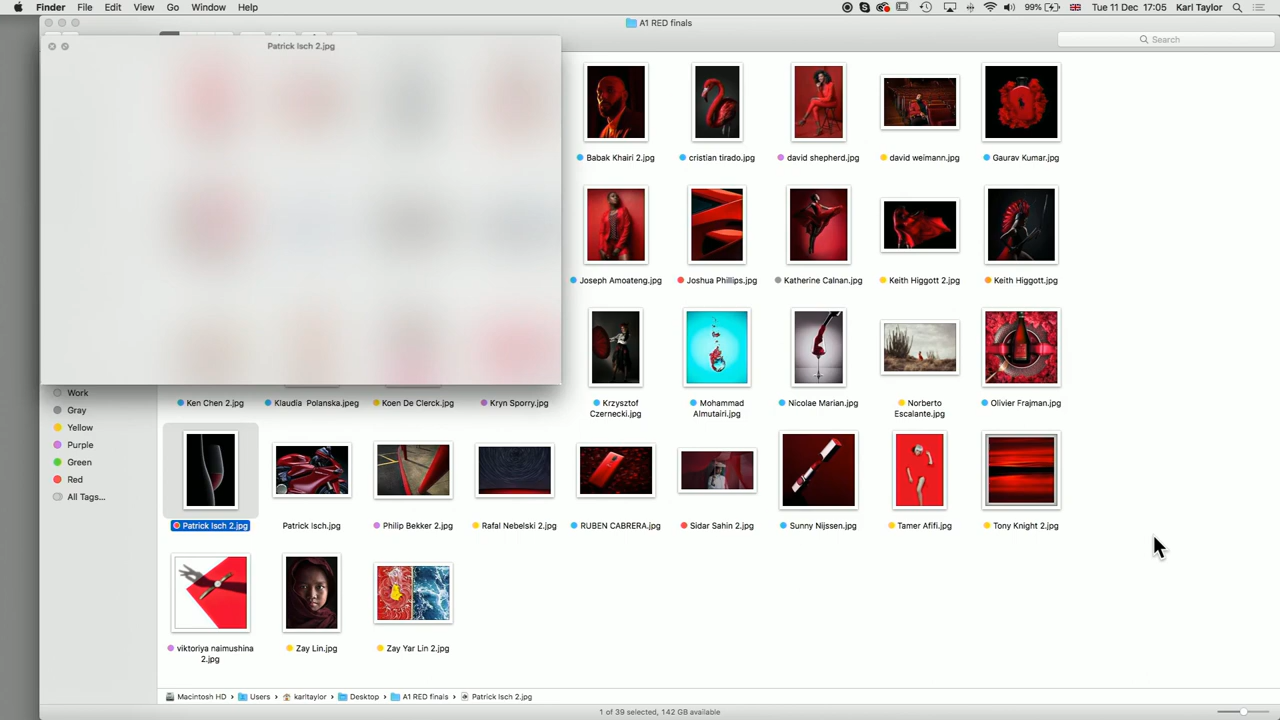 Finder File Edit View Go Window Help 99% Tue 11 Dec 17:05 Karl Taylor
A1 RED finals
Patrick Isch 2.jpg
Search
Babak Khairi 2.jpg cristian tirado.jpg david shepherd.jpg david weimann.jpg Gaurav Kumar.jpg
Joseph Amoateng.jpg Joshua Phillips.jpg Katherine Calnan.jpg Keith Higgott 2.jpg Keith Higgott.jpg
Work
Gray
Yellow
Purple
Green
Red
All Tags...
Ken Chen 2.jpg Klaudia Polanska.jpeg Koen De Clerck.jpg Kryn Sporry.jpg Krzysztof Czernecki.jpg Mohammad Almutairi.jpg Nicolae Marian.jpg Norberto Escalante.jpg Olivier Frajman.jpg
Patrick Isch 2.jpg Patrick Isch.jpg Philip Bekker 2.jpg Rafal Nebelski 2.jpg RUBEN CABRERA.jpg Sidar Sahin 2.jpg Sunny Nijssen.jpg Tamer Afifi.jpg Tony Knight 2.jpg
viktoriya naimushina 2.jpg Zay Lin.jpg Zay Yar Lin 2.jpg
Macintosh HD › Users › karltaylor › Desktop › A1 RED finals › Patrick Isch 2.jpg
1 of 39 selected, 142 GB available